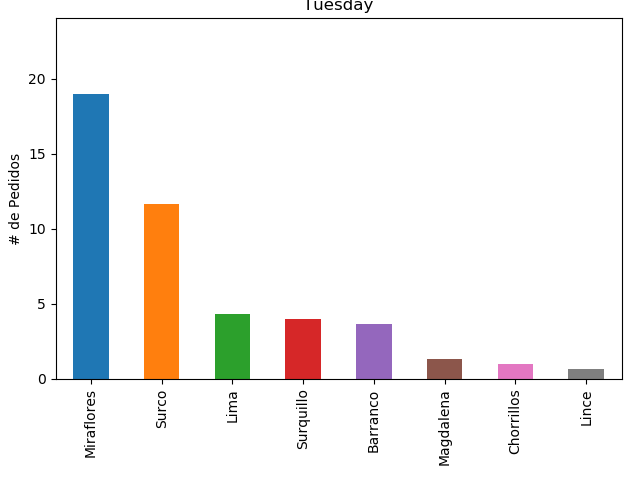 Tuesday
# de Pedidos
20
15
10
5
0
Miraflores
Surco
Lima
Surquillo
Barranco
Magdalena
Chorrillos
Lince